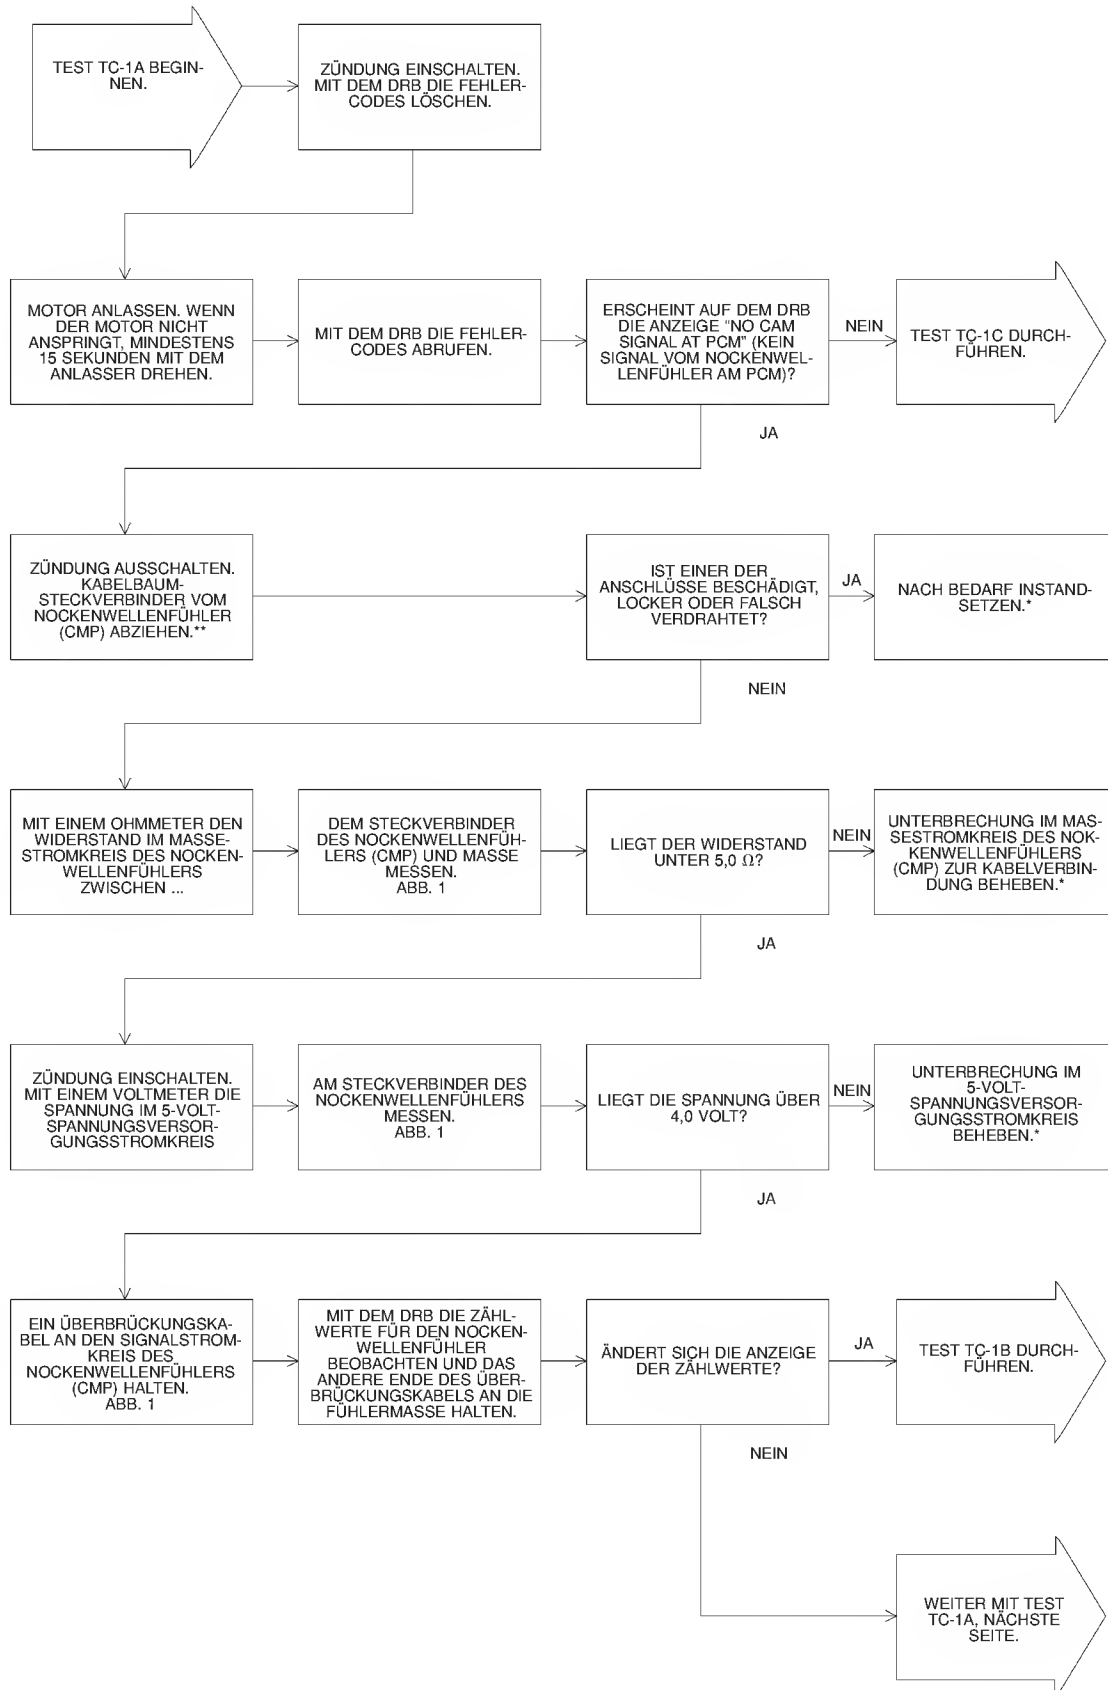 TEST TC-1A BEGIN-
NEN.
ZÜNDUNG EINSCHALTEN.
MIT DEM DRB DIE FEHLER-
CODES LÖSCHEN.
MOTOR ANLASSEN. WENN
DER MOTOR NICHT
ANSPRINGT, MINDESTENS
15 SEKUNDEN MIT DEM
ANLASSER DREHEN.
MIT DEM DRB DIE FEHLER-
CODES ABRUFEN.
ERSCHEINT AUF DEM DRB
DIE ANZEIGE "NO CAM
SIGNAL AT PCM" (KEIN
SIGNAL VOM NOCKENWEL-
LENFÜHLER AM PCM)?
NEIN
TEST TC-1C DURCH-
FÜHREN.
JA
ZÜNDUNG AUSSCHALTEN.
KABELBAUM-
STECKVERBINDER VOM
NOCKENWELLENFÜHLER
(CMP) ABZIEHEN.**
IST EINER DER
ANSCHLÜSSE BESCHÄDIGT,
LOCKER ODER FALSCH
VERDRAHTET?
JA
NACH BEDARF INSTAND-
SETZEN.*
NEIN
MIT EINEM OHMMETER DEN
WIDERSTAND IM MASSE-
STROMKREIS DES NOCKEN-
WELLENFÜHLERS
ZWISCHEN ...
DEM STECKVERBINDER
DES NOCKENWELLENFÜH-
LERS (CMP) UND MASSE
MESSEN.
ABB. 1
LIEGT DER WIDERSTAND
UNTER 5,0 Ω?
NEIN
UNTERBRECHUNG IM MAS-
SESTROMKREIS DES NOK-
KENWELLENFÜHLERS
(CMP) ZUR KABELVERBIN-
DUNG BEHEBEN.*
JA
ZÜNDUNG EINSCHALTEN.
MIT EINEM VOLTMETER DIE
SPANNUNG IM 5-VOLT-
SPANNUNGSVERSOR-
GUNGSSTROMKREIS
AM STECKVERBINDER DES
NOCKENWELLENFÜHLERS
MESSEN.
ABB. 1
LIEGT DIE SPANNUNG ÜBER
4,0 VOLT?
NEIN
UNTERBRECHUNG IM
5-VOLT-
SPANNUNGSVERSOR-
GUNGSSTROMKREIS
BEHEBEN.*
JA
EIN ÜBERBRÜCKUNGSKA-
BEL AN DEN SIGNALSTROM-
KREIS DES
NOCKENWELLENFÜHLERS
(CMP) HALTEN.
ABB. 1
MIT DEM DRB DIE ZÄHL-
WERTE FÜR DEN NOCKEN-
WELLENFÜHLER
BEOBACHTEN UND DAS
ANDERE ENDE DES ÜBER-
BRÜCKUNGSKABELS AN DIE
FÜHLERMASSE HALTEN.
ÄNDERT SICH DIE ANZEIGE
DER ZÄHLWERTE?
JA
TEST TC-1B DURCH-
FÜHREN.
NEIN
WEITER MIT TEST
TC-1A, NÄCHSTE
SEITE.